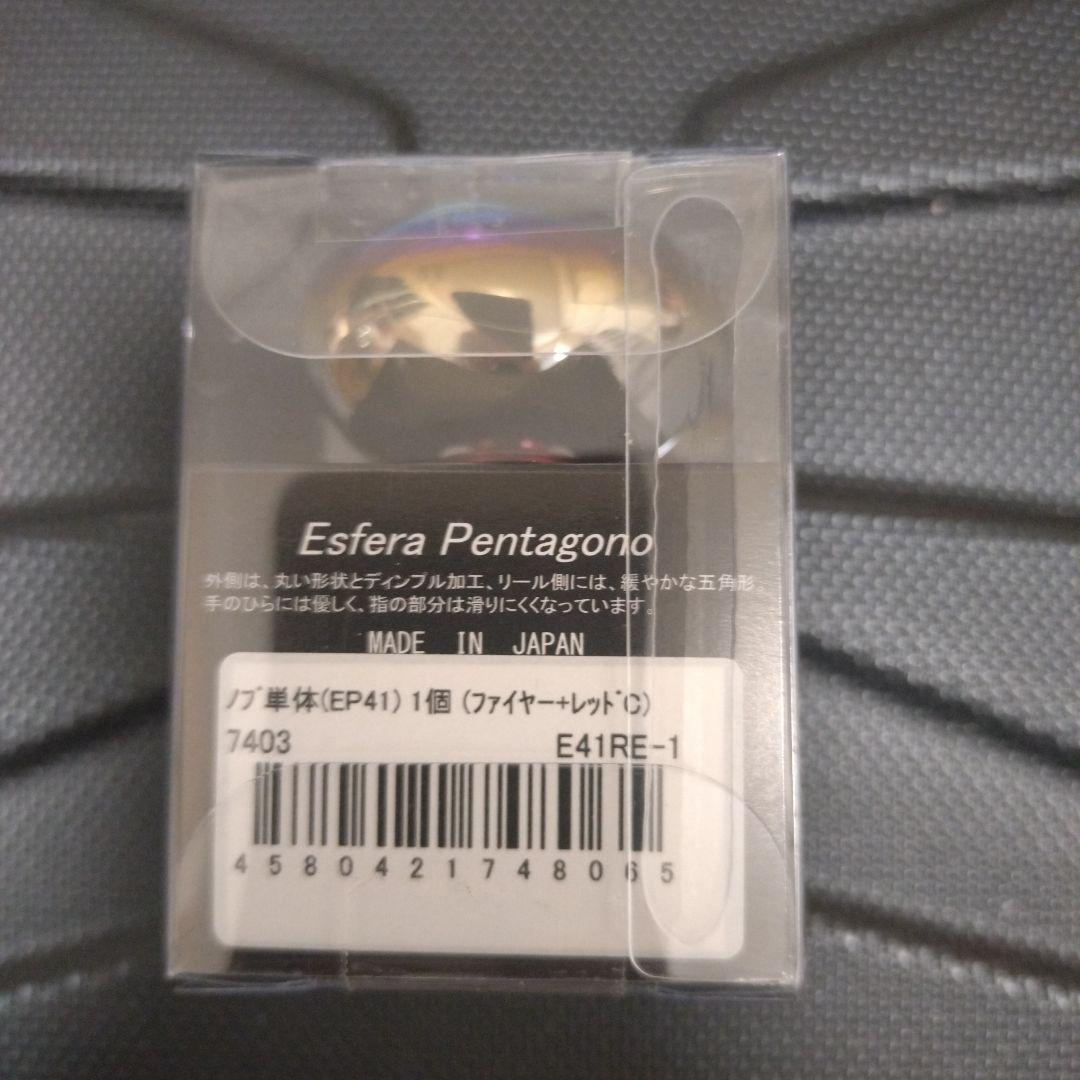 Esfera Pentagono
外側は、丸い形状とディンプル加工、リール側には、緩やかな五角形。
手のひらには優しく、指の部分は滑りにくくなっています。
MADE IN JAPAN
ﾉﾌﾞ単体(EP41) 1個 (ﾌｧｲﾔｰ+ﾚｯﾄﾞC)
7403 E41RE-1
4580421748065